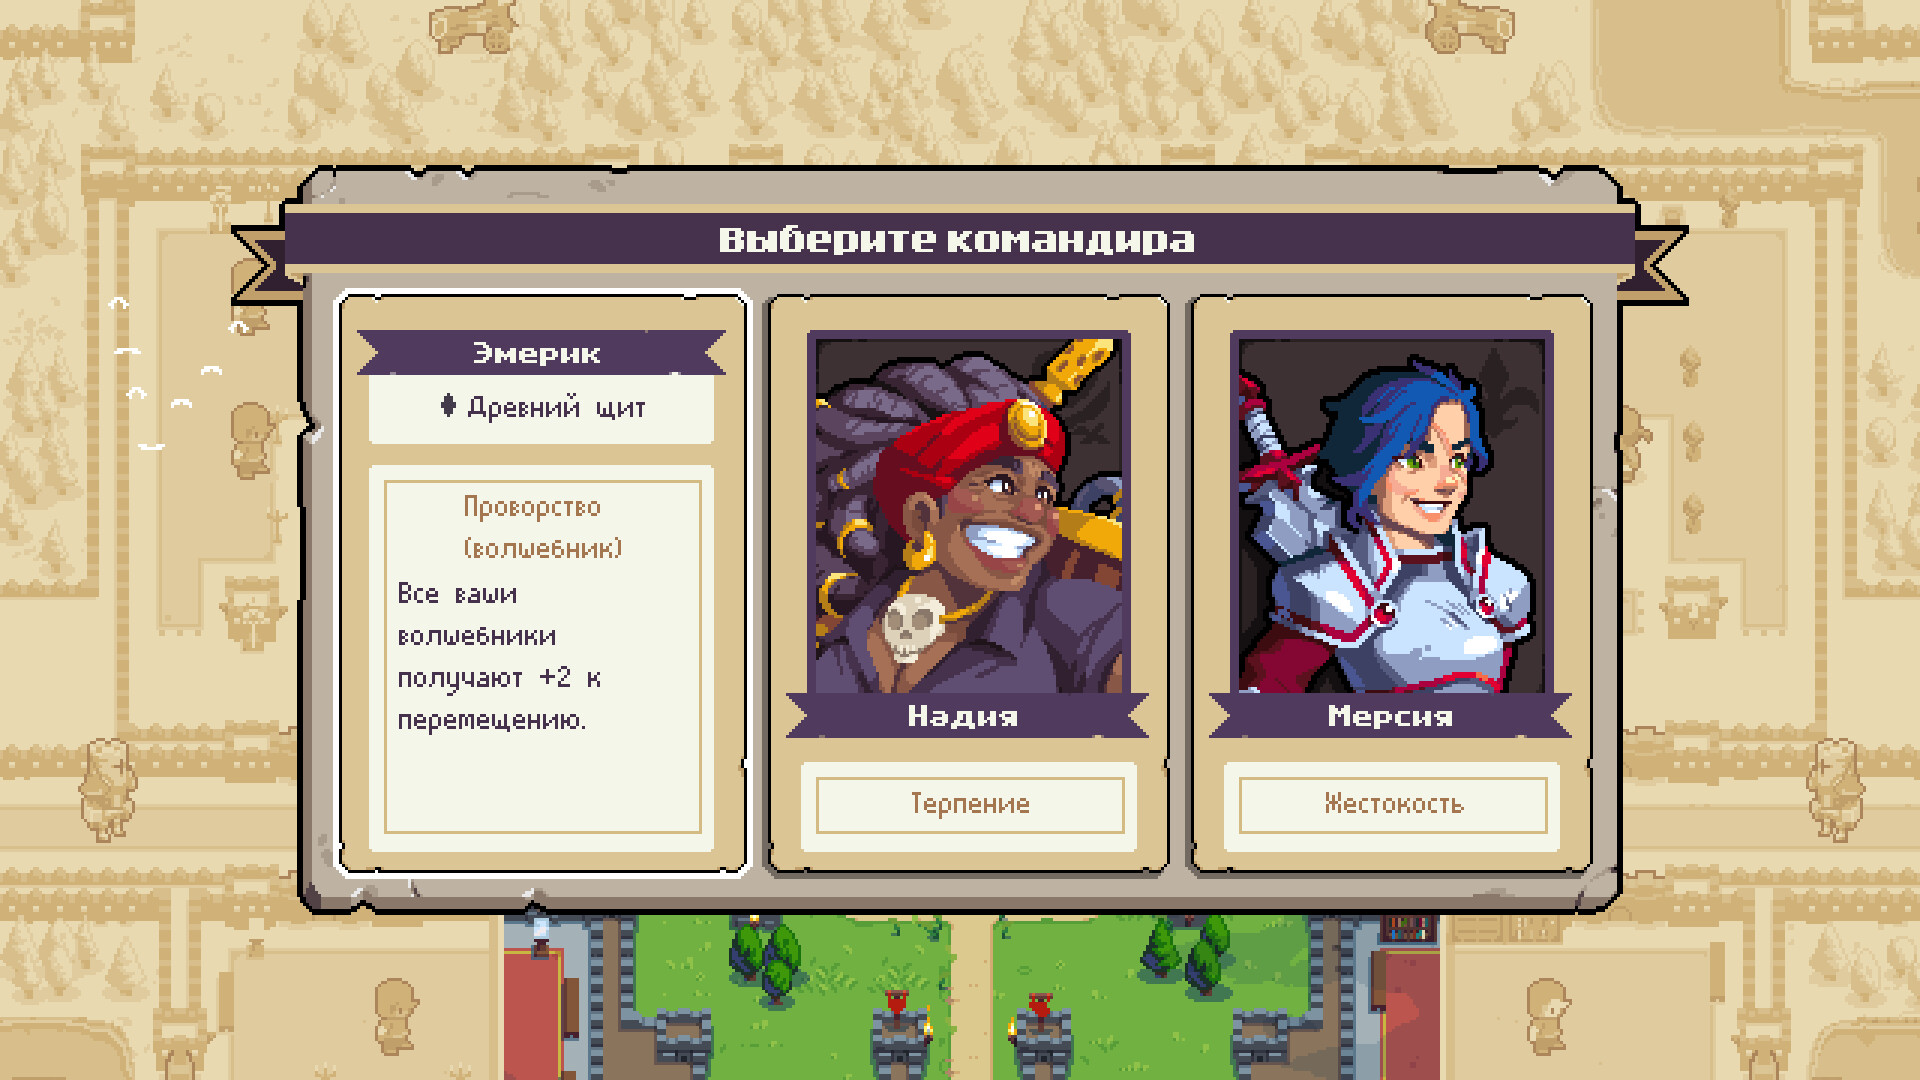 Выберите командира
Эмерик
Древний щит
Проворство
(волшебник)
Все ваши
волшебники
получают +2 к
перемещению.
Надия
Терпение
Мерсия
Жестокость